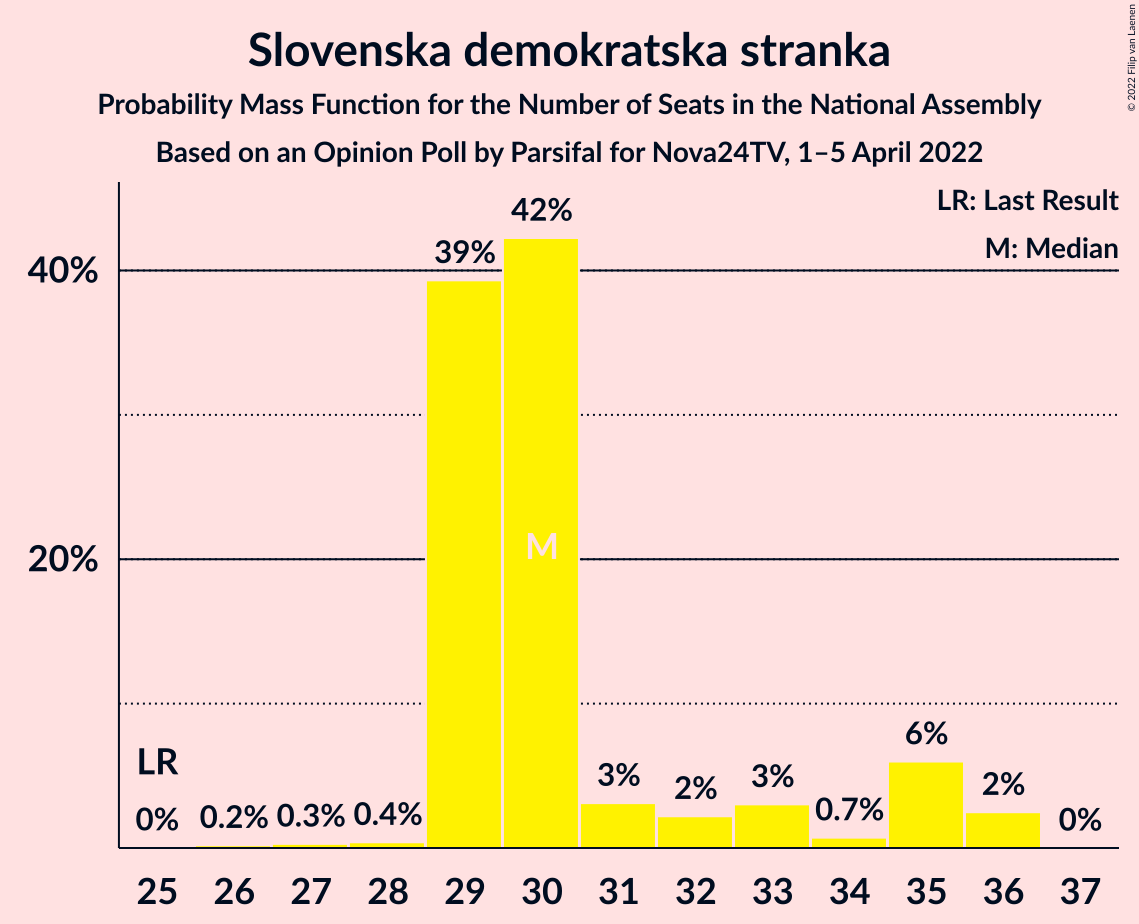 Slovenska demokratska stranka
Probability Mass Function for the Number of Seats in the National Assembly
Based on an Opinion Poll by Parsifal for Nova24TV, 1–5 April 2022
© 2022 Filip van Laenen
LR: Last Result
M: Median
40%
20%
LR
0%
0.2%
0.3%
0.4%
39%
42%
M
3%
2%
3%
0.7%
6%
2%
0%
25 26 27 28 29 30 31 32 33 34 35 36 37